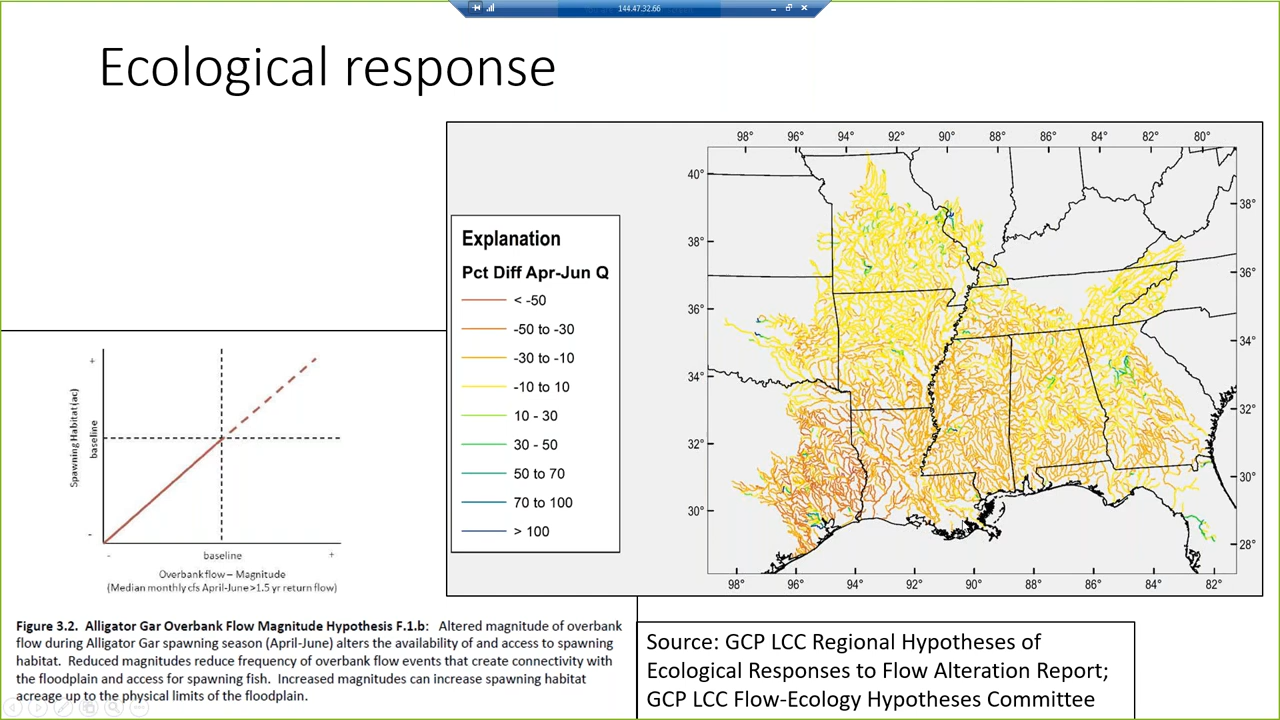 144.47.32.66
Ecological response
98° 96° 94° 92° 90° 88° 86° 84° 82° 80°
40°
38°
36°
34°
32°
30°
38°
36°
34°
32°
30°
28°
98° 96° 94° 92° 90° 88° 86° 84° 82°
Explanation
Pct Diff Apr-Jun Q
< -50
-50 to -30
-30 to -10
-10 to 10
10 - 30
30 - 50
50 to 70
70 to 100
> 100
+
Spawning Habitat (ac)
baseline
-
- baseline +
Overbank flow – Magnitude
(Median monthly cfs April-June >1.5 yr return flow)
Figure 3.2. Alligator Gar Overbank Flow Magnitude Hypothesis F.1.b: Altered magnitude of overbank
flow during Alligator Gar spawning season (April-June) alters the availability of and access to spawning
habitat. Reduced magnitudes reduce frequency of overbank flow events that create connectivity with
the floodplain and access for spawning fish. Increased magnitudes can increase spawning habitat
acreage up to the physical limits of the floodplain.
Source: GCP LCC Regional Hypotheses of
Ecological Responses to Flow Alteration Report;
GCP LCC Flow-Ecology Hypotheses Committee